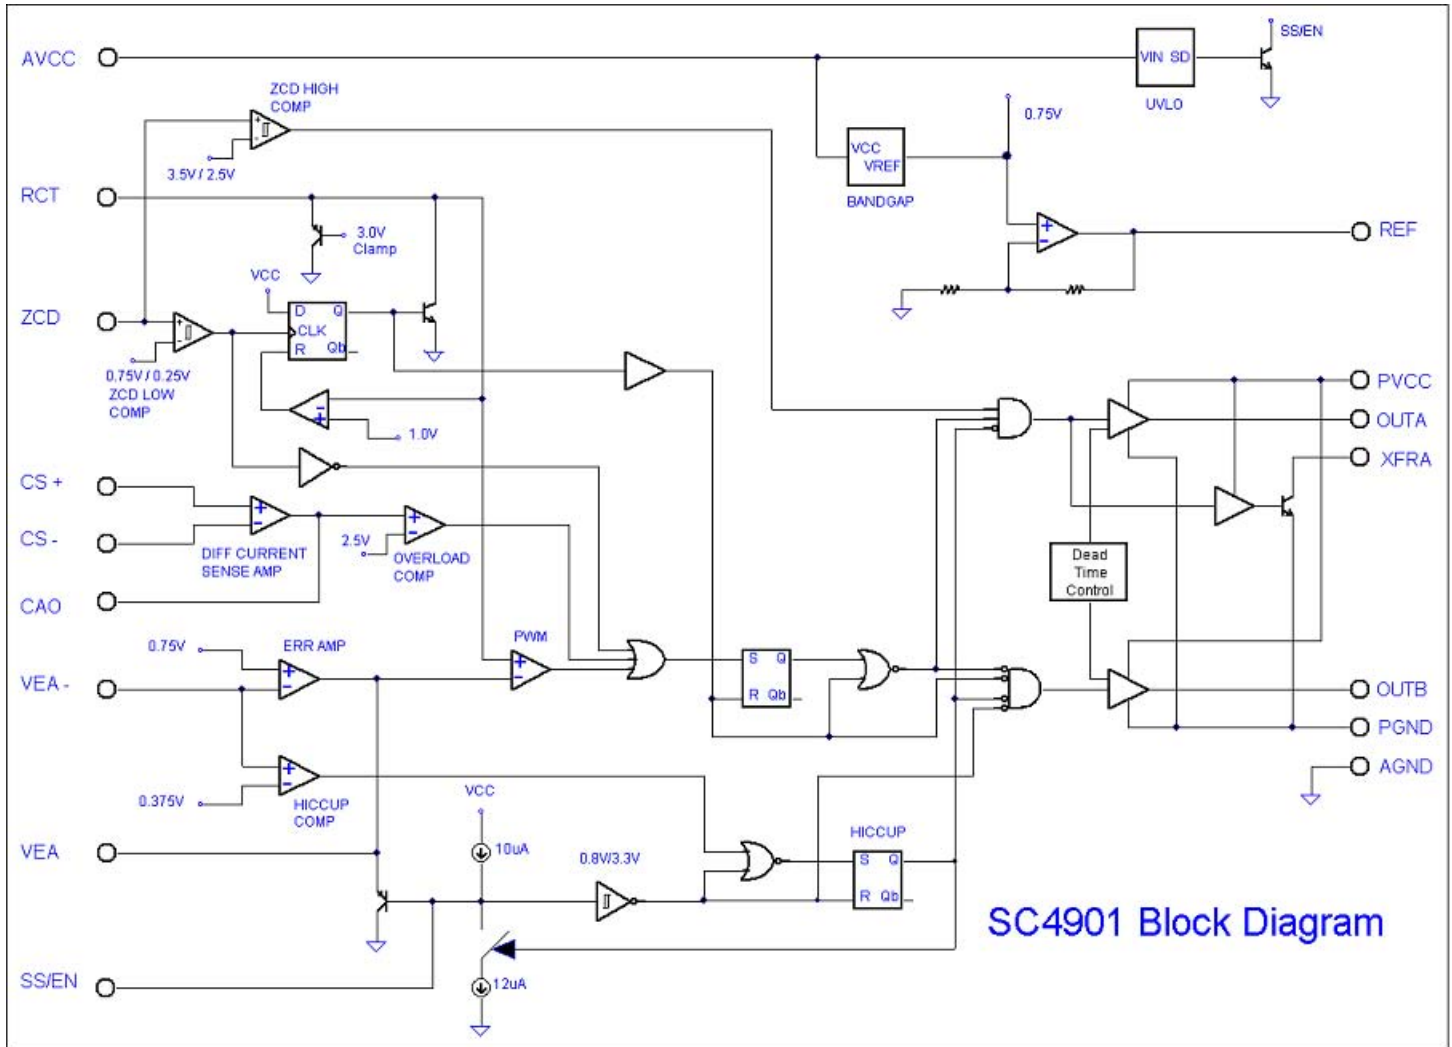 AVCC
SS/EN
VIN SD
UVLO
ZCD HIGH
COMP
+
-
3.5V / 2.5V
0.75V
VCC
VREF
BANDGAP
RCT
3.0V
Clamp
+
-
REF
VCC
ZCD
+
-
D Q
CLK
R Qb
0.75V / 0.25V
ZCD LOW
COMP
-
+
1.0V
PVCC
OUTA
XFRA
CS +
+
-
CS -
DIFF CURRENT
SENSE AMP
+
-
2.5V
OVERLOAD
COMP
Dead
Time
Control
CAO
0.75V
ERR AMP
+
-
VEA -
PWM
+
-
S Q
R Qb
OUTB
PGND
AGND
+
-
0.375V
HICCUP
COMP
VCC
10uA
VEA
0.8V/3.3V
HICCUP
S Q
R Qb
SC4901 Block Diagram
SS/EN
12uA